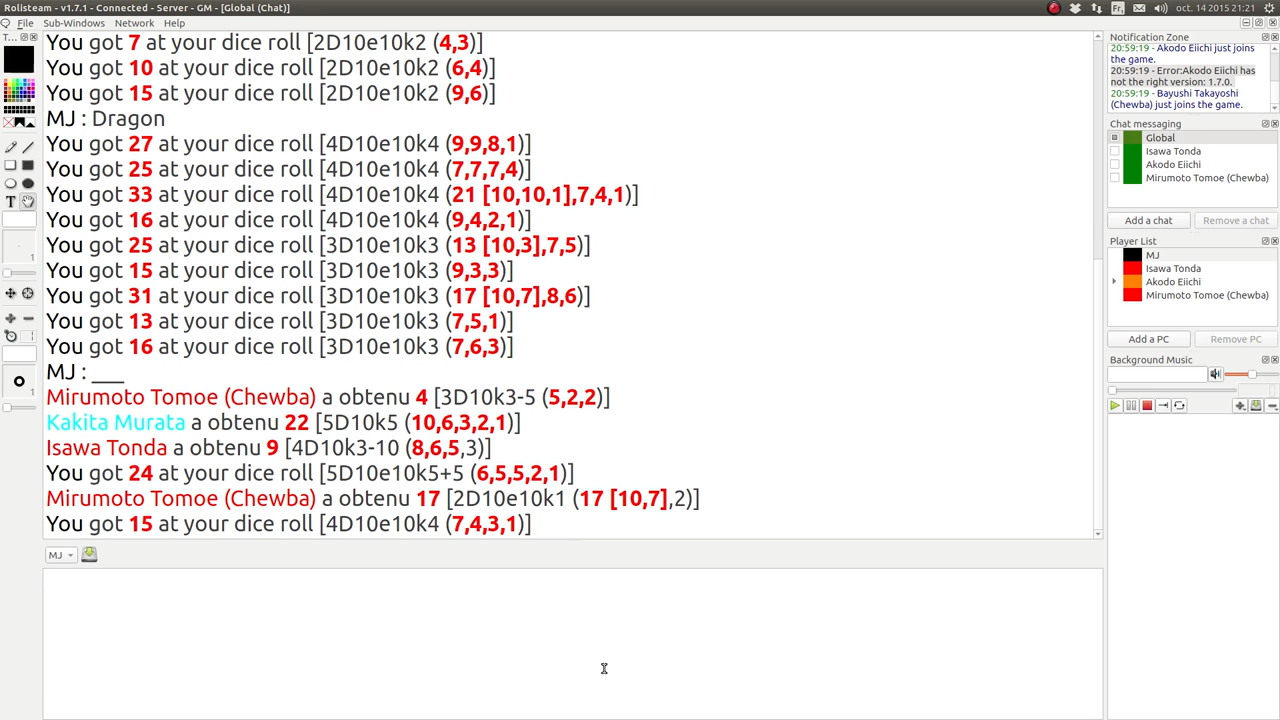 Rolisteam - v1.7.1 - Connected - Server - GM - [Global (Chat)]
Fr1
oct. 14 2015 21:21
File Sub-Windows Network Help
T...
You got 7 at your dice roll [2D10e10k2 (4,3)]
You got 10 at your dice roll [2D10e10k2 (6,4)]
You got 15 at your dice roll [2D10e10k2 (9,6)]
MJ : Dragon
You got 27 at your dice roll [4D10e10k4 (9,9,8,1)]
You got 25 at your dice roll [4D10e10k4 (7,7,7,4)]
You got 33 at your dice roll [4D10e10k4 (21 [10,10,1],7,4,1)]
You got 16 at your dice roll [4D10e10k4 (9,4,2,1)]
You got 25 at your dice roll [3D10e10k3 (13 [10,3],7,5)]
You got 15 at your dice roll [3D10e10k3 (9,3,3)]
You got 31 at your dice roll [3D10e10k3 (17 [10,7],8,6)]
You got 13 at your dice roll [3D10e10k3 (7,5,1)]
You got 16 at your dice roll [3D10e10k3 (7,6,3)]
MJ : ___
Mirumoto Tomoe (Chewba) a obtenu 4 [3D10k3-5 (5,2,2)]
Kakita Murata a obtenu 22 [5D10k5 (10,6,3,2,1)]
Isawa Tonda a obtenu 9 [4D10k3-10 (8,6,5,3)]
You got 24 at your dice roll [5D10e10k5+5 (6,5,5,2,1)]
Mirumoto Tomoe (Chewba) a obtenu 17 [2D10e10k1 (17 [10,7],2)]
You got 15 at your dice roll [4D10e10k4 (7,4,3,1)]
MJ
T
1
1
Notification Zone
20:59:19 - Akodo Eiichi just joins
the game.
20:59:19 - Error:Akodo Eiichi has
not the right version: 1.7.0.
20:59:19 - Bayushi Takayoshi
(Chewba) just joins the game.
Chat messaging
Global
Isawa Tonda
Akodo Eiichi
Mirumoto Tomoe (Chewba)
Add a chat
Remove a chat
Player List
MJ
Isawa Tonda
Akodo Eiichi
Mirumoto Tomoe (Chewba)
Add a PC
Remove PC
Background Music